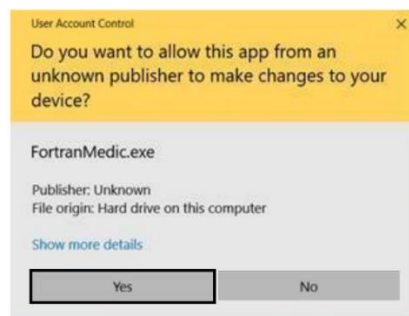 User Account Control
Do you want to allow this app from an
unknown publisher to make changes to your
device?
FortranMedic.exe
Publisher: Unknown
File origin: Hard drive on this computer
Show more details
Yes
No